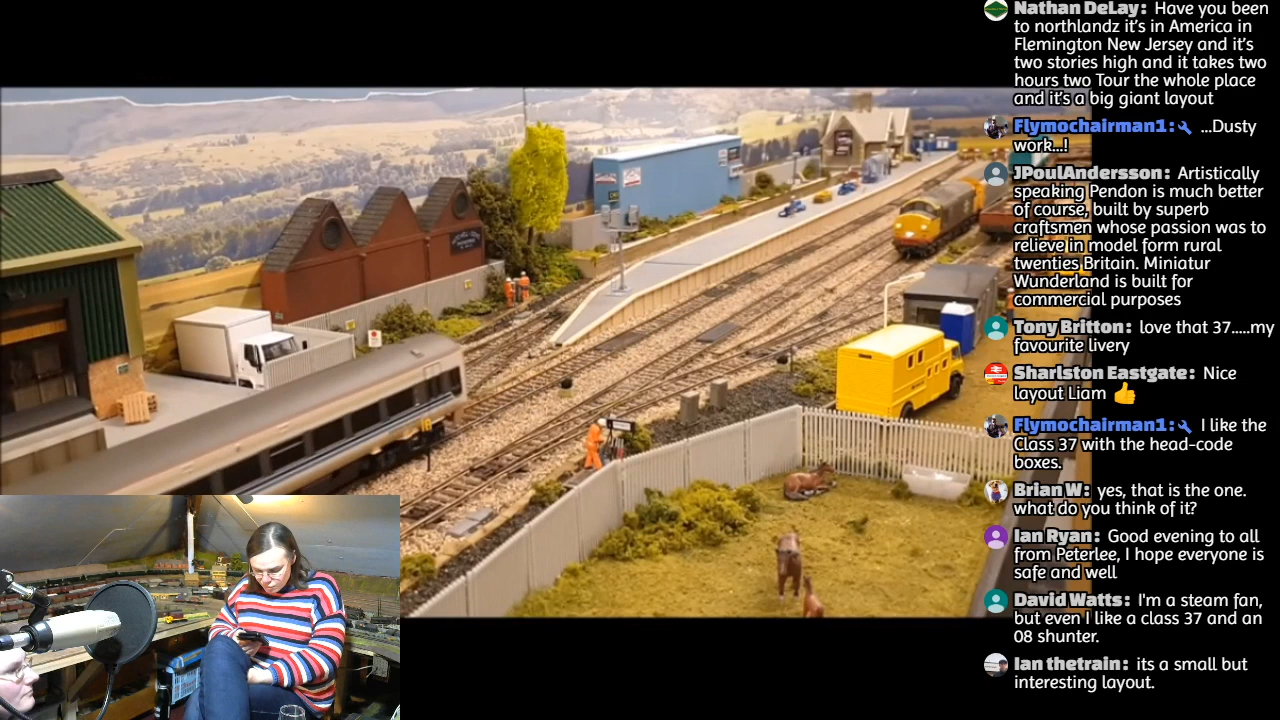 Nathan DeLay: Have you been
to northlandz it's in America in
Flemington New Jersey and it's
two stories high and it takes two
hours two Tour the whole place
and it's a big giant layout
Flymochairman1: ...Dusty
work...!
JPoulAndersson: Artistically
speaking Pendon is much better
of course, built by superb
craftsmen whose passion was to
relieve in model form rural
twenties Britain. Miniatur
Wunderland is built for
commercial purposes
Tony Britton: love that 37.....my
favourite livery
Sharlston Eastgate: Nice
layout Liam 👍
Flymochairman1: I like the
Class 37 with the head-code
boxes.
Brian W: yes, that is the one.
what do you think of it?
Ian Ryan: Good evening to all
from Peterlee, I hope everyone is
safe and well
David Watts: I'm a steam fan,
but even I like a class 37 and an
08 shunter.
Ian thetrain: its a small but
interesting layout.